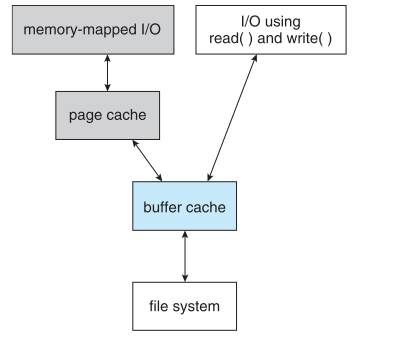 memory-mapped I/O
I/O using
read( ) and write( )
page cache
buffer cache
file system